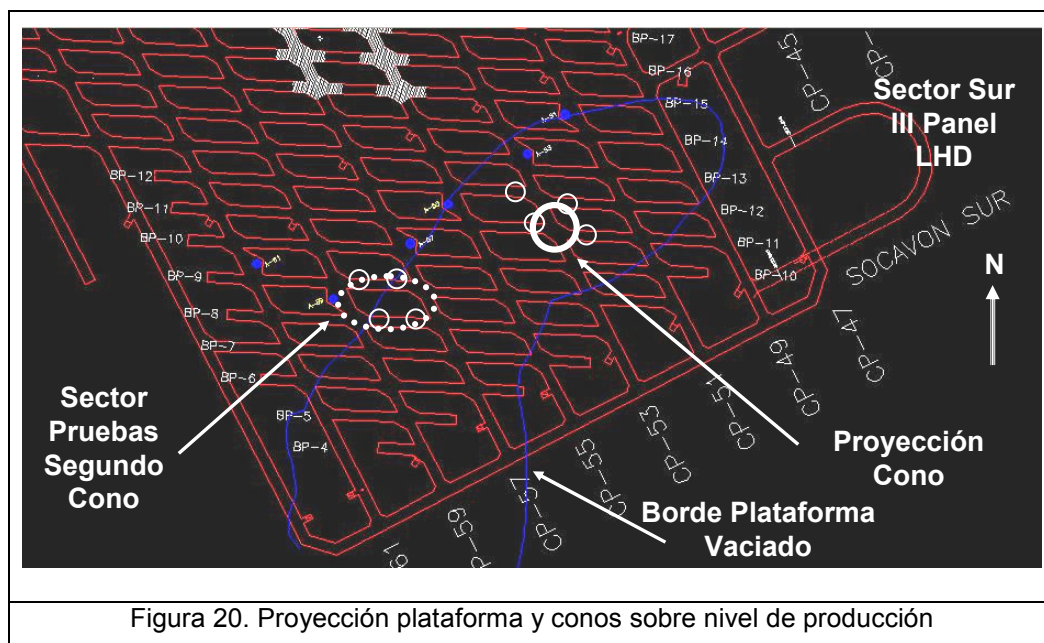 BP-17
BP-16
BP-15
BP-14
BP-13
BP-12
BP-11
BP-10
CP-45
CP-
Sector Sur
III Panel
LHD
SOCAVON SUR
N
BP-12
BP-11
BP-10
BP-9
BP-8
BP-7
BP-6
BP-5
BP-4
CP-47
CP-49
CP-51
CP-53
CP-55
CP-57
P-59
61
Sector
Pruebas
Segundo
Cono
Proyección
Cono
Borde Plataforma
Vaciado
Figura 20. Proyección plataforma y conos sobre nivel de producción